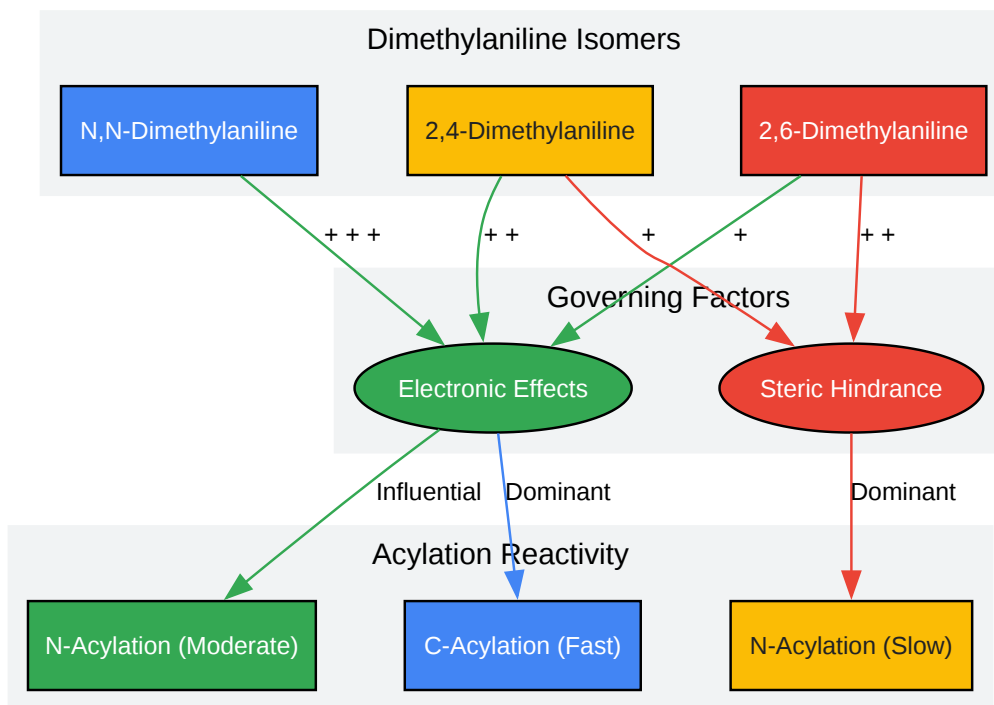 Dimethylaniline Isomers
N,N-Dimethylaniline
2,4-Dimethylaniline
2,6-Dimethylaniline
+ + +
+ +
+
+
+ +
Governing Factors
Electronic Effects
Steric Hindrance
Influential
Dominant
Dominant
Acylation Reactivity
N-Acylation (Moderate)
C-Acylation (Fast)
N-Acylation (Slow)